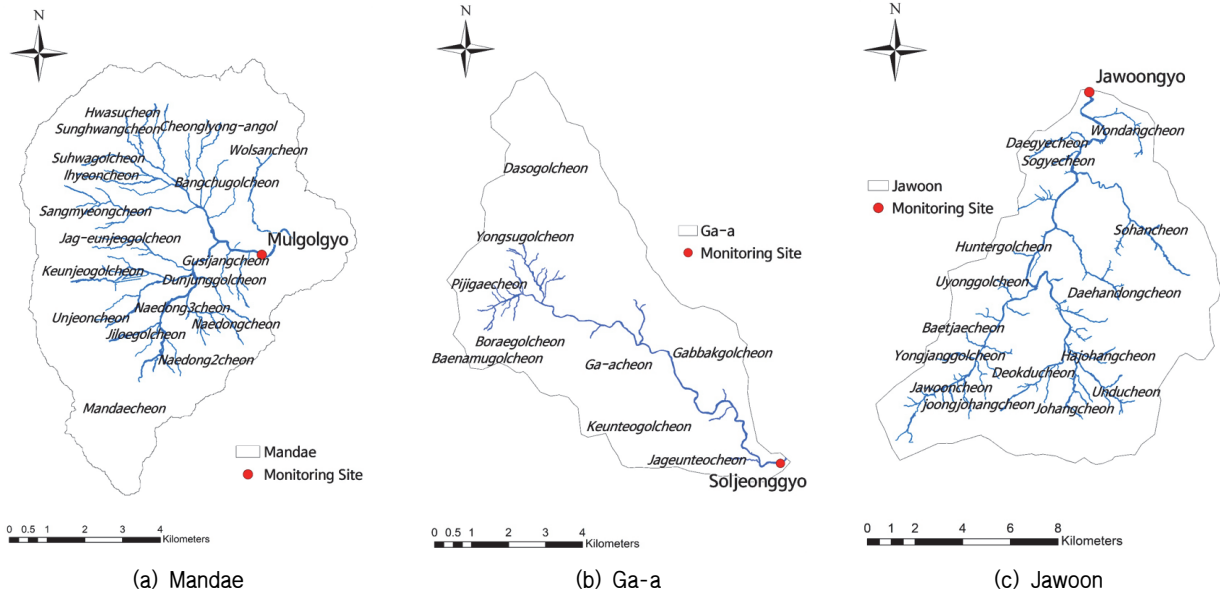 N
Hwasucheon
Sunghwangcheon
Cheonglyong-angol
Wolsancheon
Suhwagolcheon
Ihyeoncheon
Bangchugolcheon
Sangmyeongcheon
Jag-eunjeogolcheon
Mulgolgyo
Gusijangcheon
Keunjeogolcheon
Dunjunggolcheon
Naedong3cheon
Unjeoncheon
Naedongcheon
Jiloegolcheon
Naedong2cheon
Mandaecheon
Mandae
Monitoring Site
0 0.5 1 2 3 4
Kilometers
(a) Mandae
N
Dasogolcheon
Yongsugolcheon
Ga-a
Monitoring Site
Pijigaecheon
Boraegolcheon
Baenamugolcheon
Ga-acheon
Gabbakgolcheon
Keunteogolcheon
Jageunteocheon
Soljeonggyo
0 0.5 1 2 3 4
Kilometers
(b) Ga-a
N
Jawoongyo
Wondangcheon
Daegyecheon
Sogyecheon
Jawoon
Monitoring Site
Sohancheon
Huntergolcheon
Uyonggolcheon
Daehandongcheon
Baetjaecheon
Yongjanggolcheon
Hajohangcheon
Deokducheon
Jawooncheon
Unducheon
Joongjohangcheon
Johangcheon
0 1 2 4 6 8
Kilometers
(c) Jawoon